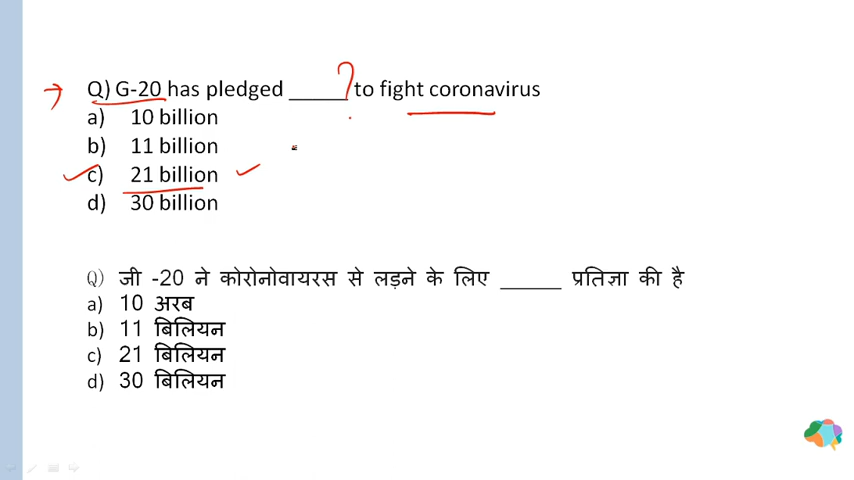 Q) G-20 has pledged ______? to fight coronavirus
a) 10 billion
b) 11 billion
c) 21 billion
d) 30 billion
Q) जी -20 ने कोरोनोवायरस से लड़ने के लिए ______ प्रतिज्ञा की है
a) 10 अरब
b) 11 बिलियन
c) 21 बिलियन
d) 30 बिलियन